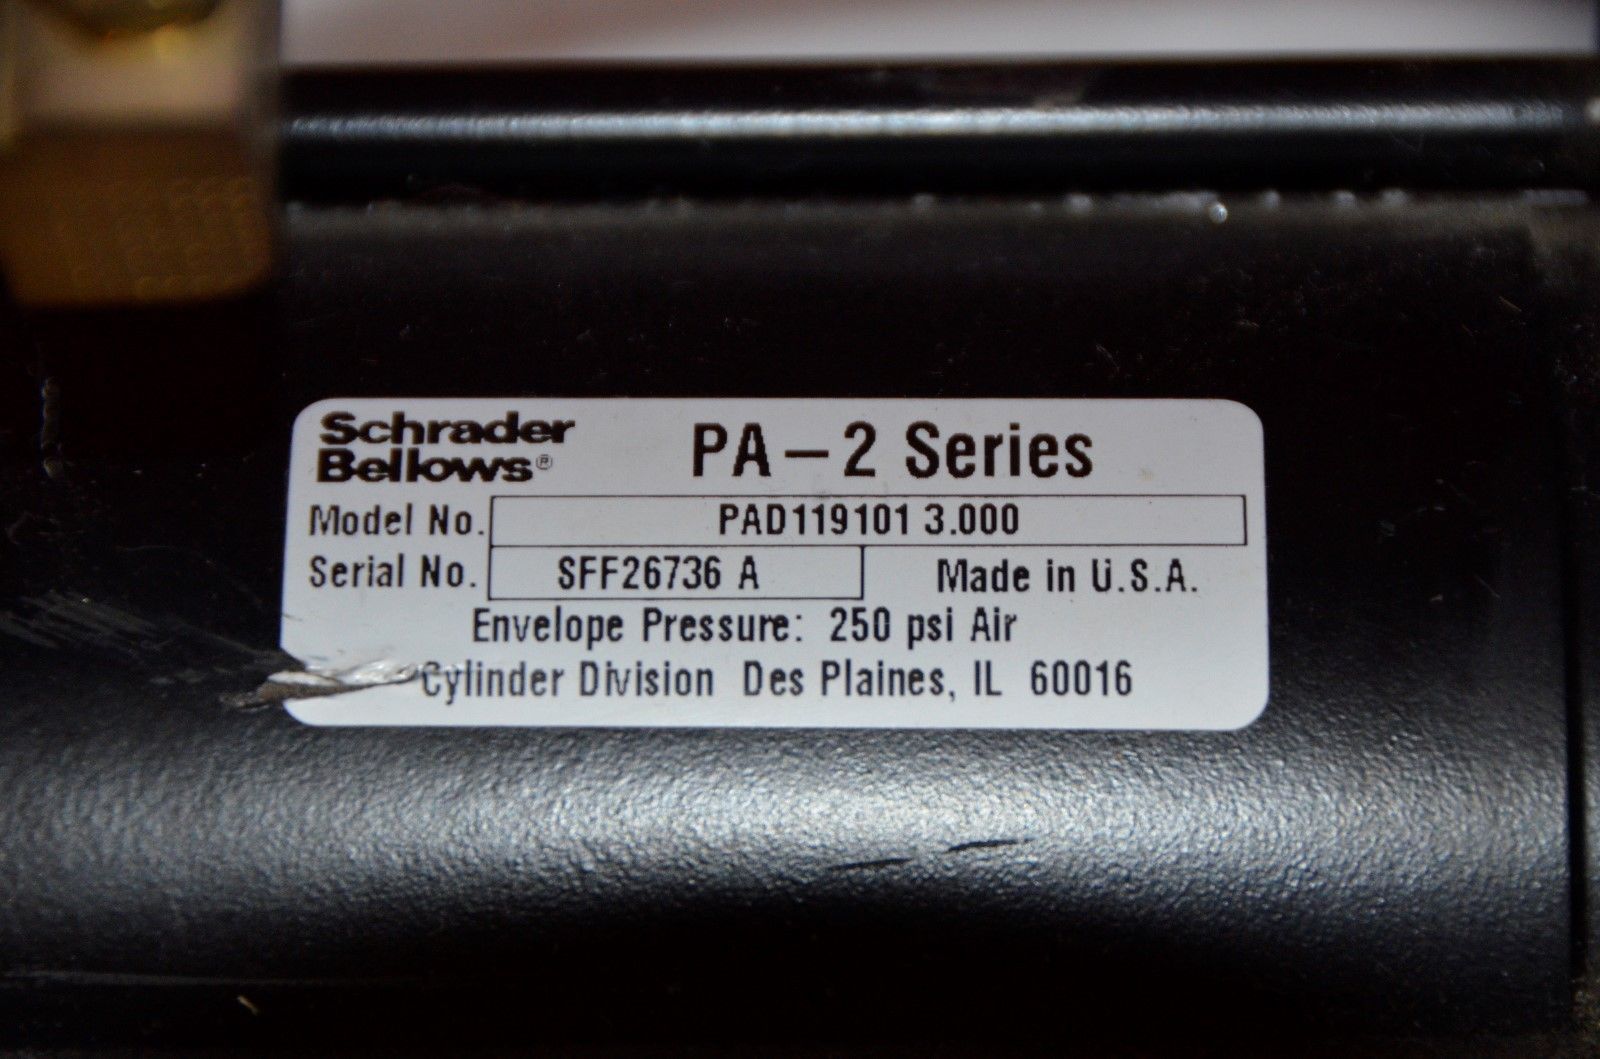 Schrader
Bellows®
PA-2 Series
Model No. PAD119101 3.000
Serial No. SFF26736 A Made in U.S.A.
Envelope Pressure: 250 psi Air
Cylinder Division Des Plaines, IL 60016